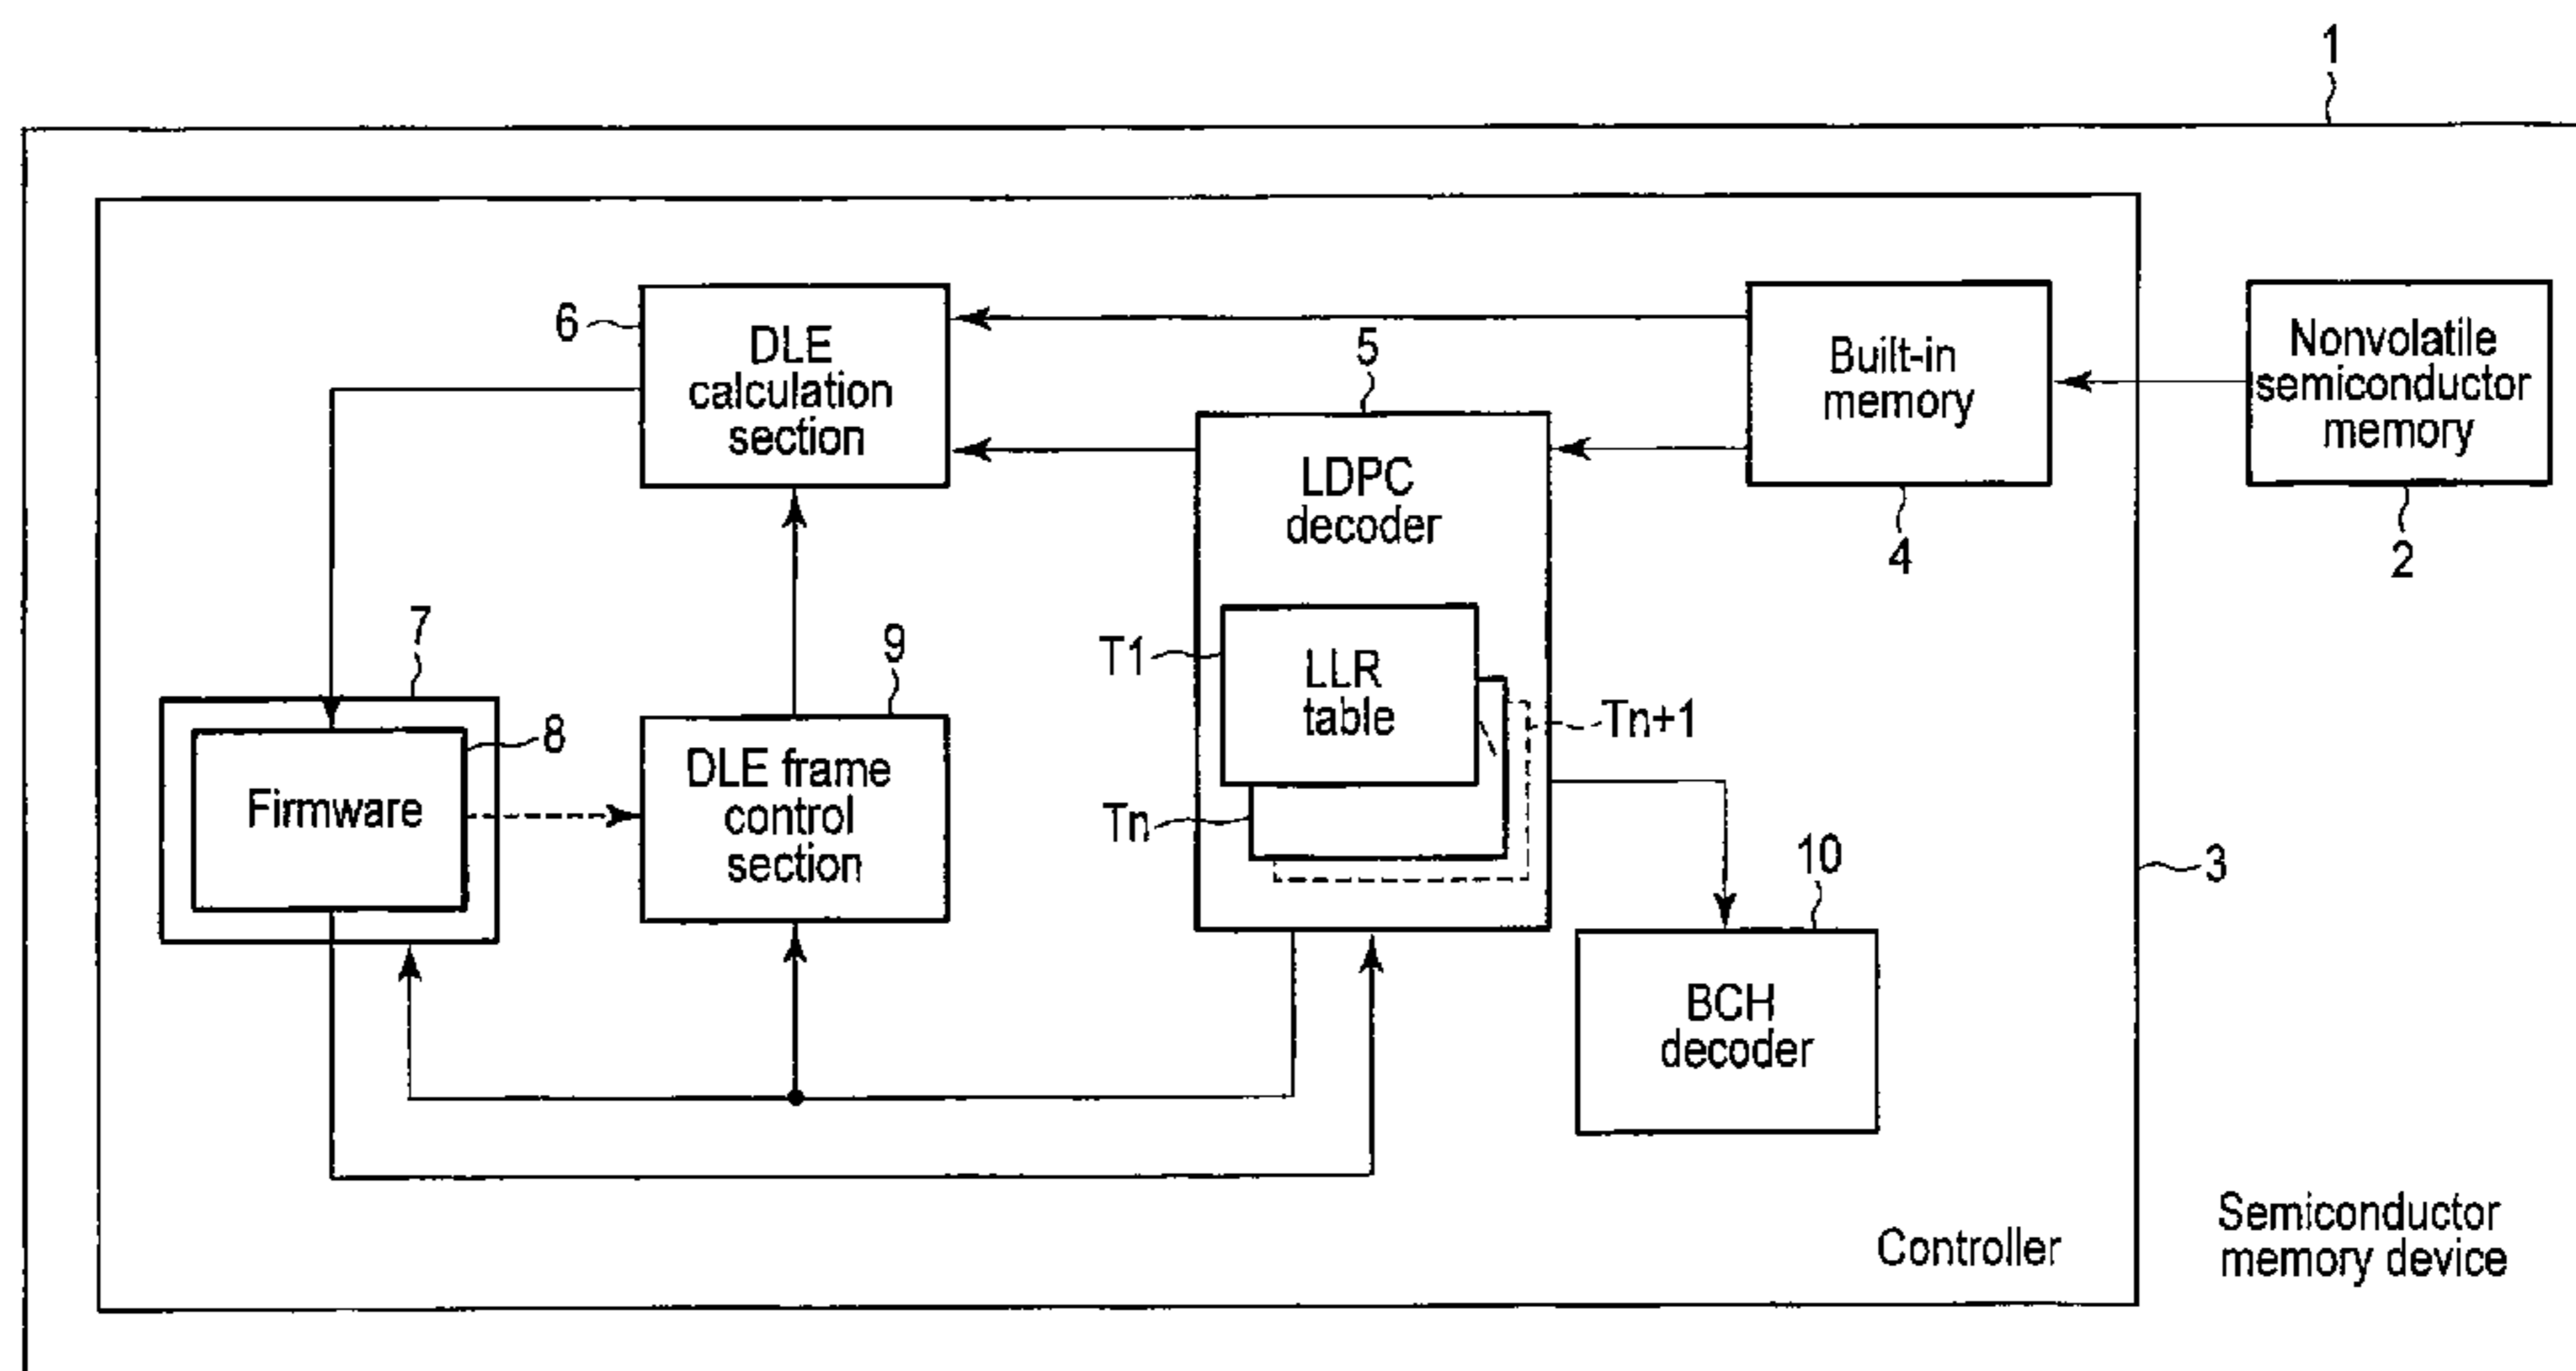 1
6
DLE
calculation
section
5
Built-in
memory
Nonvolatile
semiconductor
memory
LDPC
decoder
4
2
7
9
T1
LLR
table
Tn+1
8
Firmware
DLE frame
control
section
Tn
10
3
BCH
decoder
Controller
Semiconductor
memory device